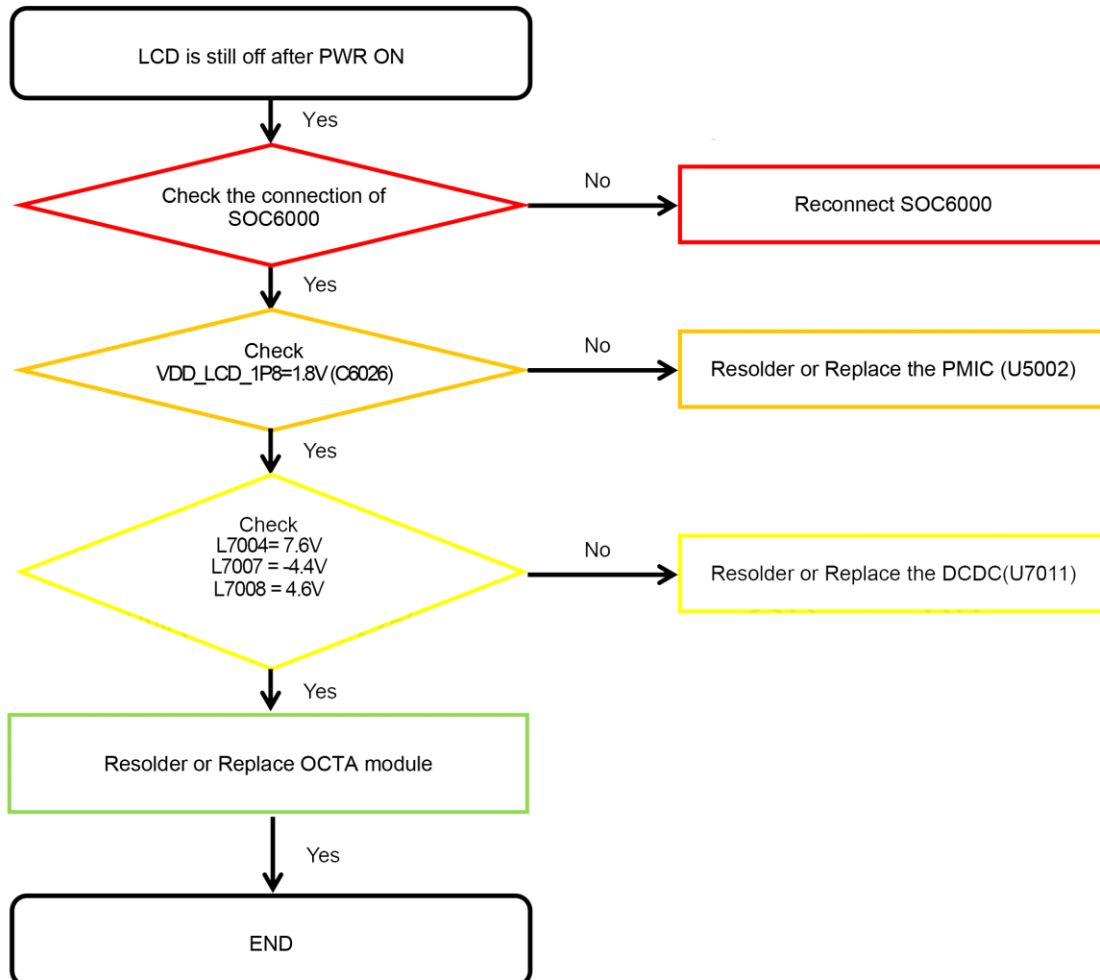 LCD is still off after PWR ON
Yes
Check the connection of
SOC6000
No
Reconnect SOC6000
Yes
Check
VDD_LCD_1P8=1.8V (C6026)
No
Resolder or Replace the PMIC (U5002)
Yes
Check
L7004= 7.6V
L7007 = -4.4V
L7008 = 4.6V
No
Resolder or Replace the DCDC(U7011)
Yes
Resolder or Replace OCTA module
Yes
END